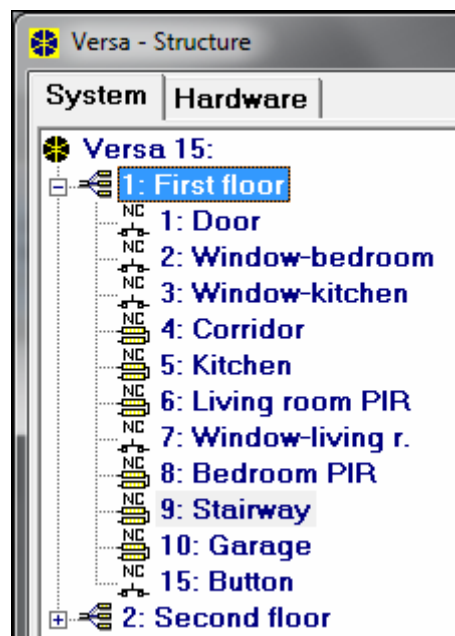 Versa - Structure
System Hardware
Versa 15:
1: First floor
NC 1: Door
NC 2: Window-bedroom
NC 3: Window-kitchen
NC 4: Corridor
NC 5: Kitchen
NC 6: Living room PIR
NC 7: Window-living r.
NC 8: Bedroom PIR
NC 9: Stairway
NC 10: Garage
NC 15: Button
2: Second floor